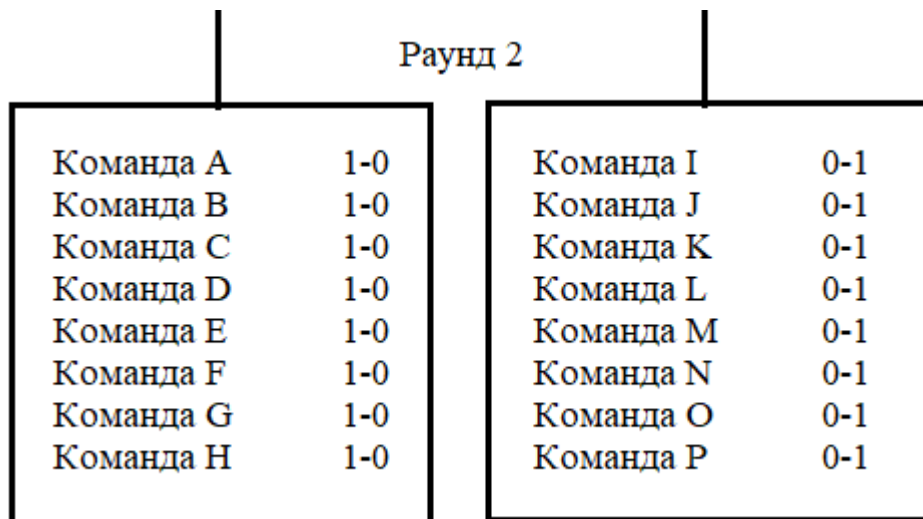 Раунд 2
Команда A 1-0
Команда B 1-0
Команда C 1-0
Команда D 1-0
Команда E 1-0
Команда F 1-0
Команда G 1-0
Команда H 1-0
Команда I 0-1
Команда J 0-1
Команда K 0-1
Команда L 0-1
Команда M 0-1
Команда N 0-1
Команда O 0-1
Команда P 0-1